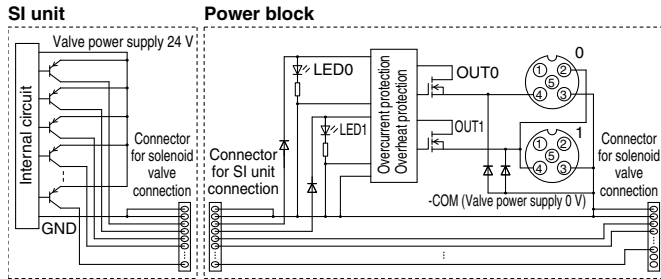 SI unit
Valve power supply 24 V
Internal circuit
Connector
for solenoid
valve
connection
GND
Power block
LED0
LED1
Connector
for SI unit
connection
Overcurrent protection
Overheat protection
OUT0
OUT1
0
1 2
5
4 3
1
1 2
5
4 3
-COM (Valve power supply 0 V)
Connector
for solenoid
valve
connection